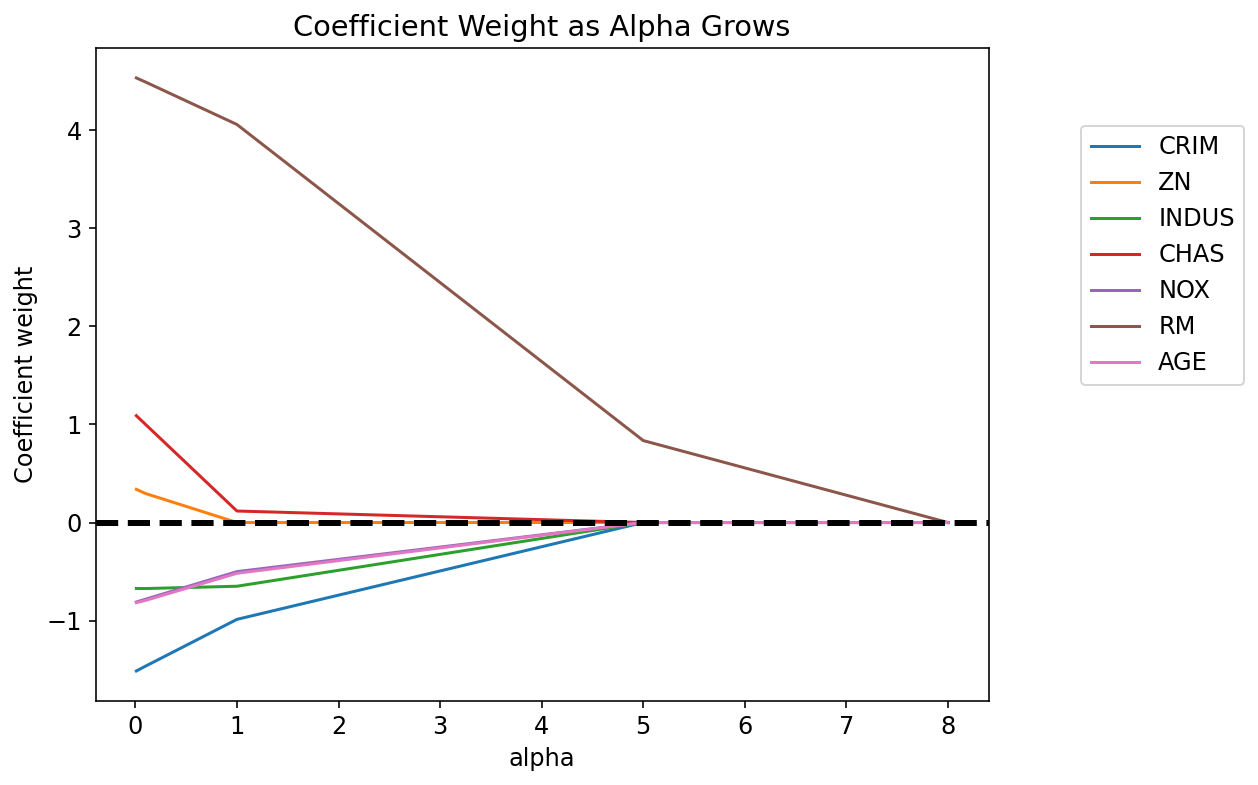 Coefficient Weight as Alpha Grows
4
3
2
1
0
−1
Coefficient weight
0 1 2 3 4 5 6 7 8
alpha
CRIM
ZN
INDUS
CHAS
NOX
RM
AGE